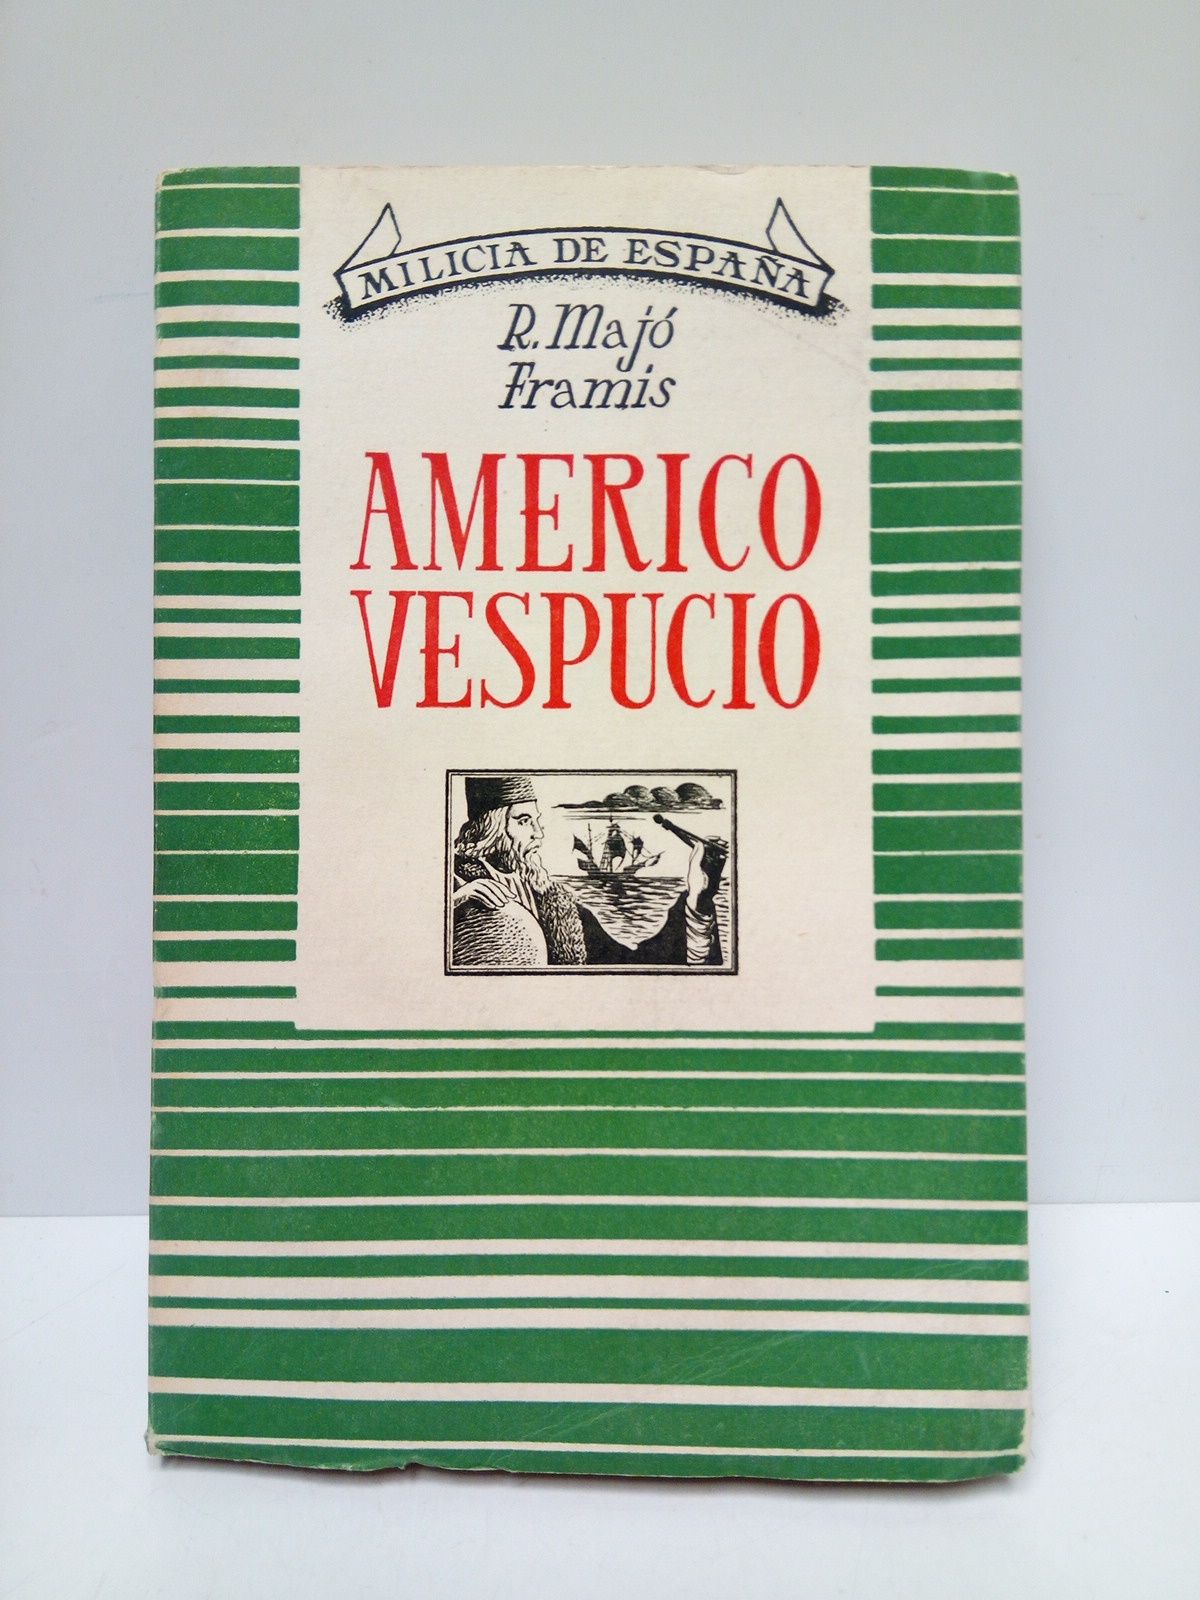 MILICIA DE ESPAÑA
R. Majó
Framis
AMERICO
VESPUCIO